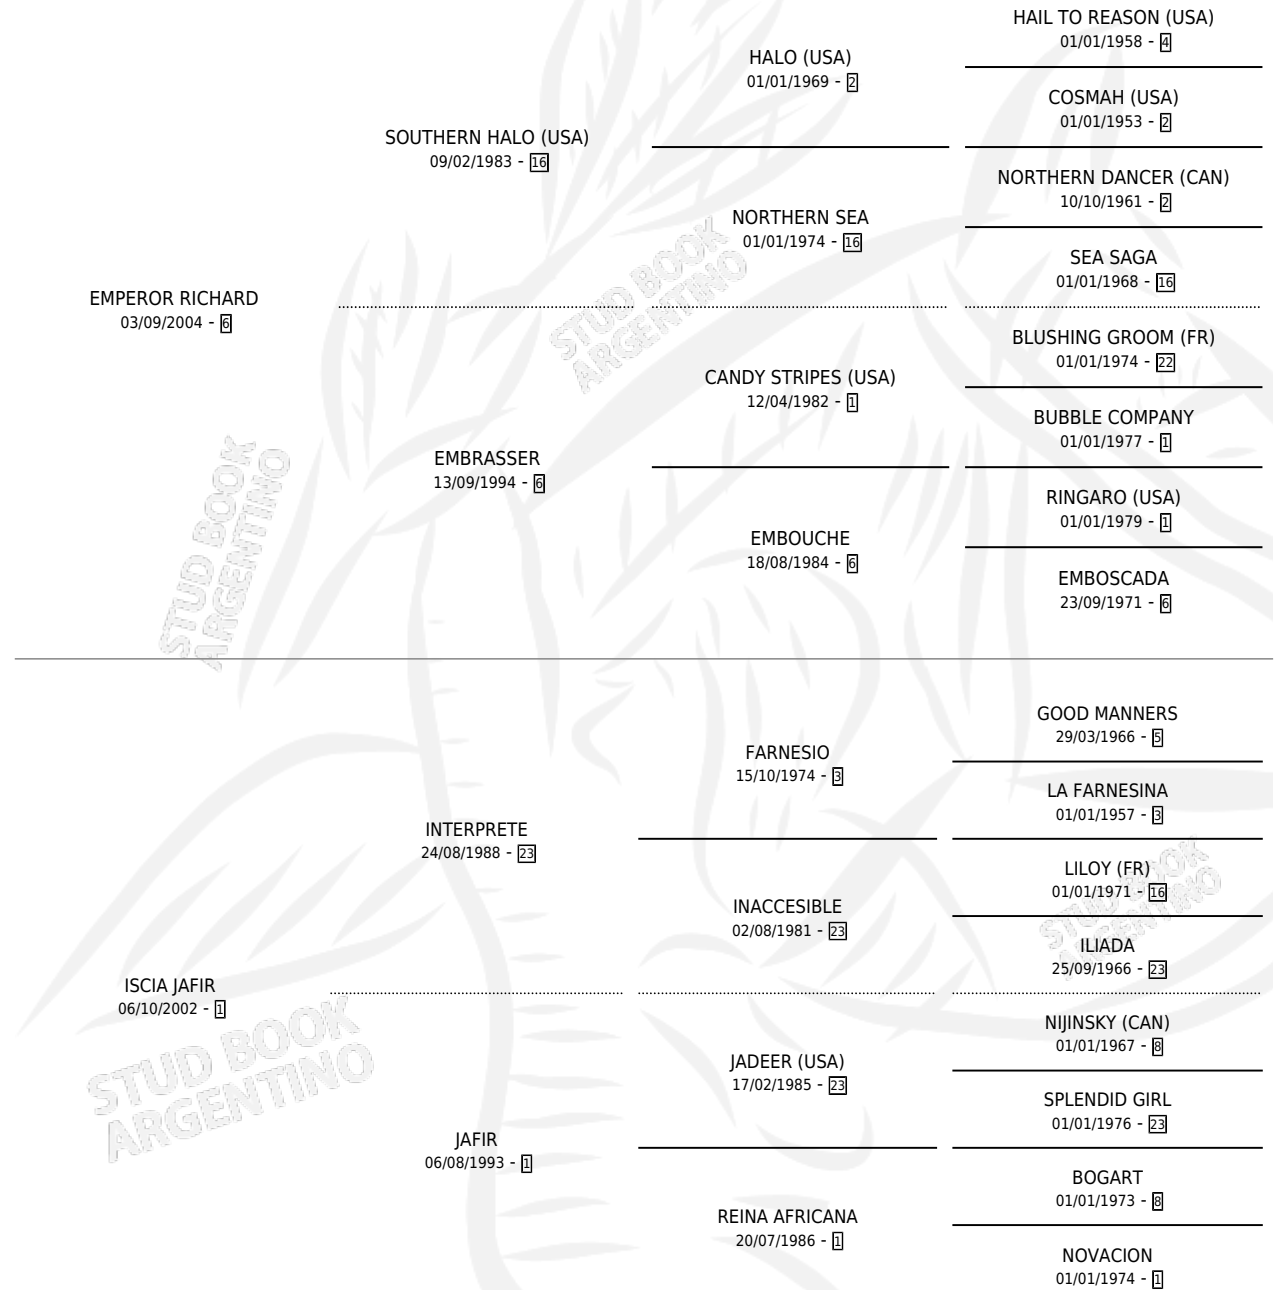 HAIL TO REASON (USA)
01/01/1958 - 4
HALO (USA)
01/01/1969 - 2
COSMAH (USA)
01/01/1953 - 2
SOUTHERN HALO (USA)
09/02/1983 - 16
NORTHERN DANCER (CAN)
10/10/1961 - 2
NORTHERN SEA
01/01/1974 - 16
SEA SAGA
01/01/1968 - 16
EMPEROR RICHARD
03/09/2004 - 6
BLUSHING GROOM (FR)
01/01/1974 - 22
CANDY STRIPES (USA)
12/04/1982 - 1
BUBBLE COMPANY
01/01/1977 - 1
EMBRASSER
13/09/1994 - 6
RINGARO (USA)
01/01/1979 - 1
EMBOUCHE
18/08/1984 - 6
EMBOSCADA
23/09/1971 - 6
GOOD MANNERS
29/03/1966 - 5
FARNESIO
15/10/1974 - 3
LA FARNESINA
01/01/1957 - 3
INTERPRETE
24/08/1988 - 23
LILOY (FR)
01/01/1971 - 16
INACCESIBLE
02/08/1981 - 23
ILIADA
25/09/1966 - 23
ISCIA JAFIR
06/10/2002 - 1
NIJINSKY (CAN)
01/01/1967 - 8
JADEER (USA)
17/02/1985 - 23
SPLENDID GIRL
01/01/1976 - 23
JAFIR
06/08/1993 - 1
BOGART
01/01/1973 - 8
REINA AFRICANA
20/07/1986 - 1
NOVACION
01/01/1974 - 1
STUD BOOK
ARGENTINO
STUD BOOK
ARGENTINO
STUD BOOK
ARGENTINO
STUD BOOK
ARGENTINO